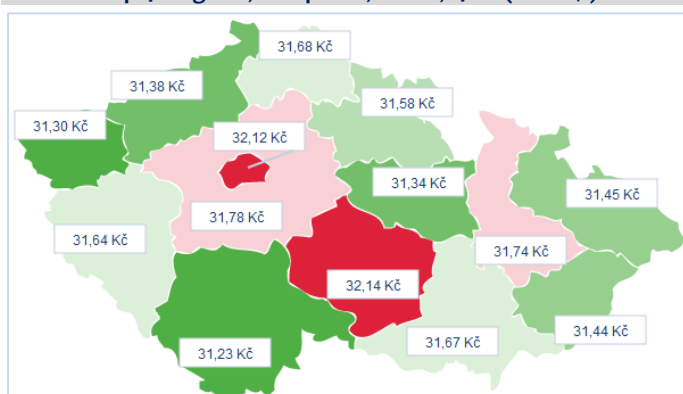 31,68 Kč
31,38 Kč
31,58 Kč
31,30 Kč
32,12 Kč
31,34 Kč
31,45 Kč
31,78 Kč
31,64 Kč
31,74 Kč
32,14 Kč
31,44 Kč
31,67 Kč
31,23 Kč